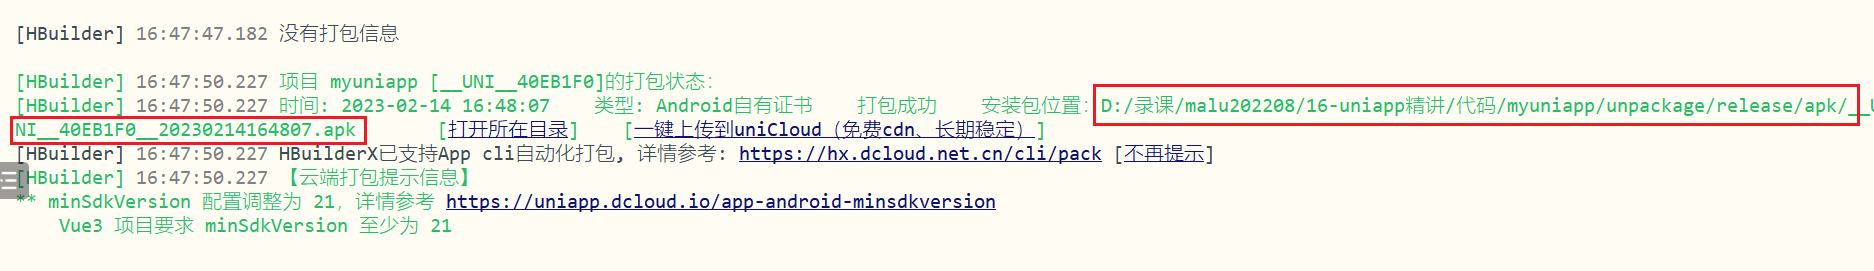 [HBuilder] 16:47:47.182 没有打包信息
[HBuilder] 16:47:50.227 项目 myuniapp [__UNI__40EB1F0]的打包状态：
[HBuilder] 16:47:50.227 时间: 2023-02-14 16:48:07    类型: Android自有证书    打包成功    安装包位置: D:/录课/malu202208/16-uniapp精讲/代码/myuniapp/unpackage/release/apk/__U
NI__40EB1F0__20230214164807.apk    [打开所在目录]    [一键上传到uniCloud（免费cdn、长期稳定）]
[HBuilder] 16:47:50.227 HBuilderX已支持App cli自动化打包, 详情参考: https://hx.dcloud.net.cn/cli/pack [不再提示]
[HBuilder] 16:47:50.227 【云端打包提示信息】
** minSdkVersion 配置调整为 21，详情参考 https://uniapp.dcloud.io/app-android-minsdkversion
Vue3 项目要求 minSdkVersion 至少为 21